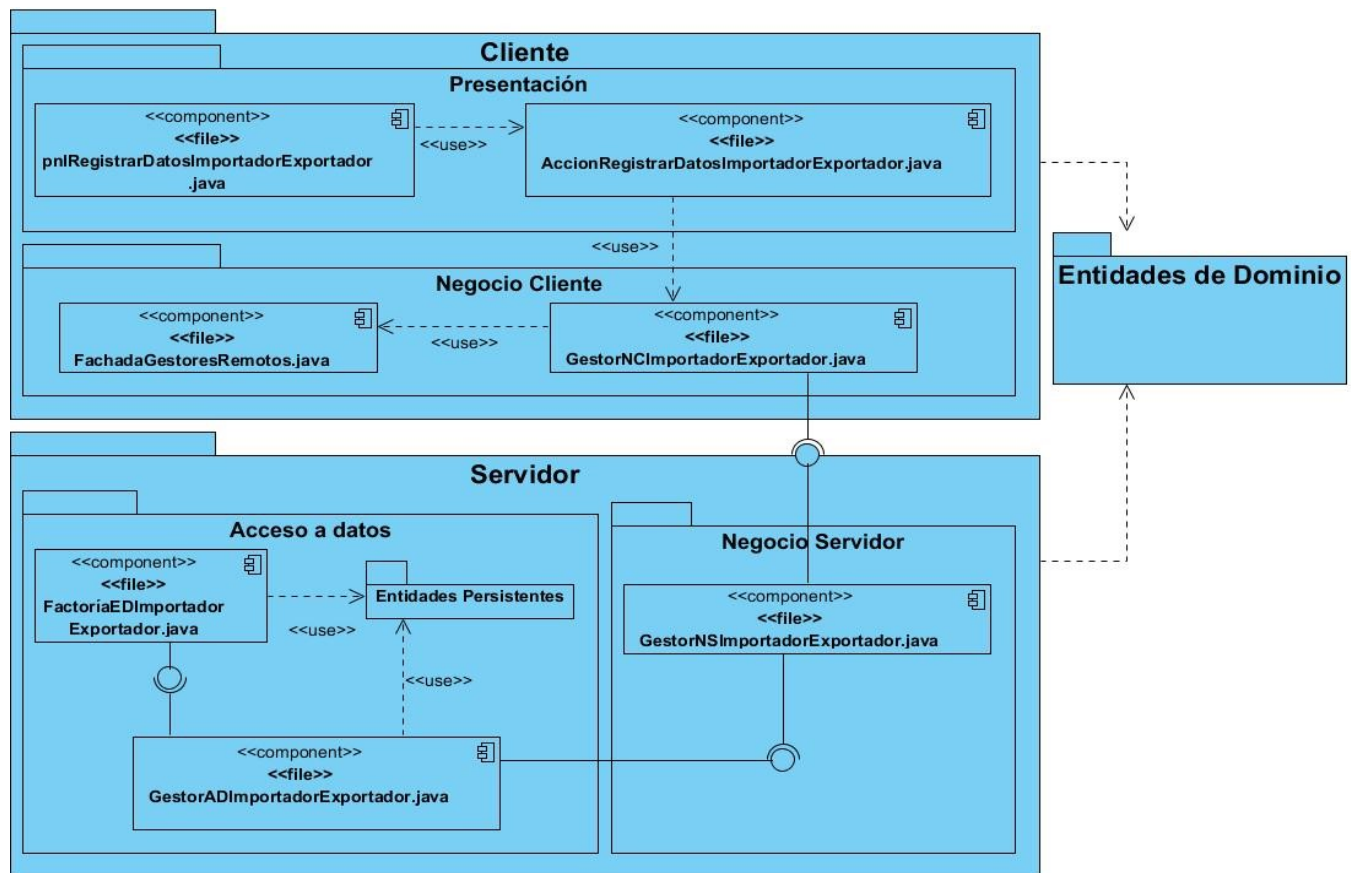 Cliente
Presentación
<<component>>
<<file>>
pnlRegistrarDatosImportadorExportador
.java
<<use>>
<<component>>
<<file>>
AccionRegistrarDatosImportadorExportador.java
<<use>>
Negocio Cliente
<<component>>
<<file>>
FachadaGestoresRemotos.java
<<use>>
<<component>>
<<file>>
GestorNCImportadorExportador.java
Entidades de Dominio
Servidor
Acceso a datos
<<component>>
<<file>>
FactoríaEDImportador
Exportador.java
<<use>>
Entidades Persistentes
<<use>>
<<component>>
<<file>>
GestorADImportadorExportador.java
Negocio Servidor
<<component>>
<<file>>
GestorNSImportadorExportador.java